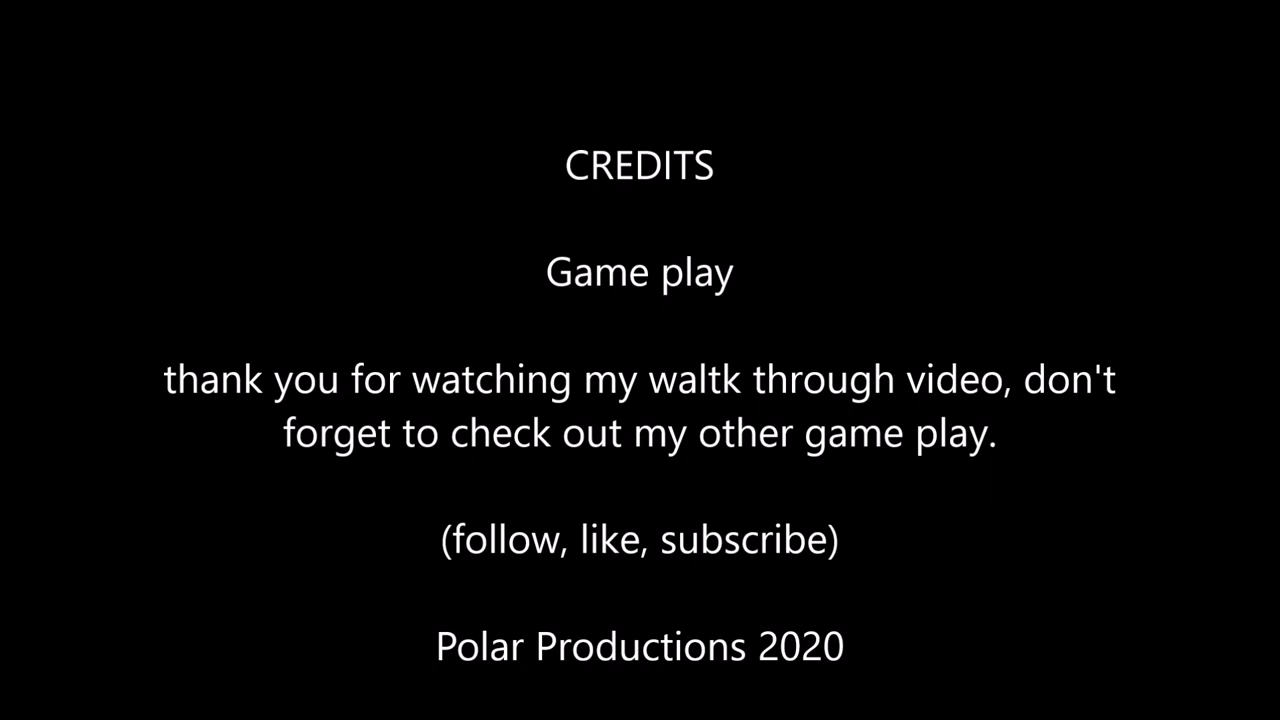 CREDITS
Game play
thank you for watching my waltk through video, don't
forget to check out my other game play.
(follow, like, subscribe)
Polar Productions 2020